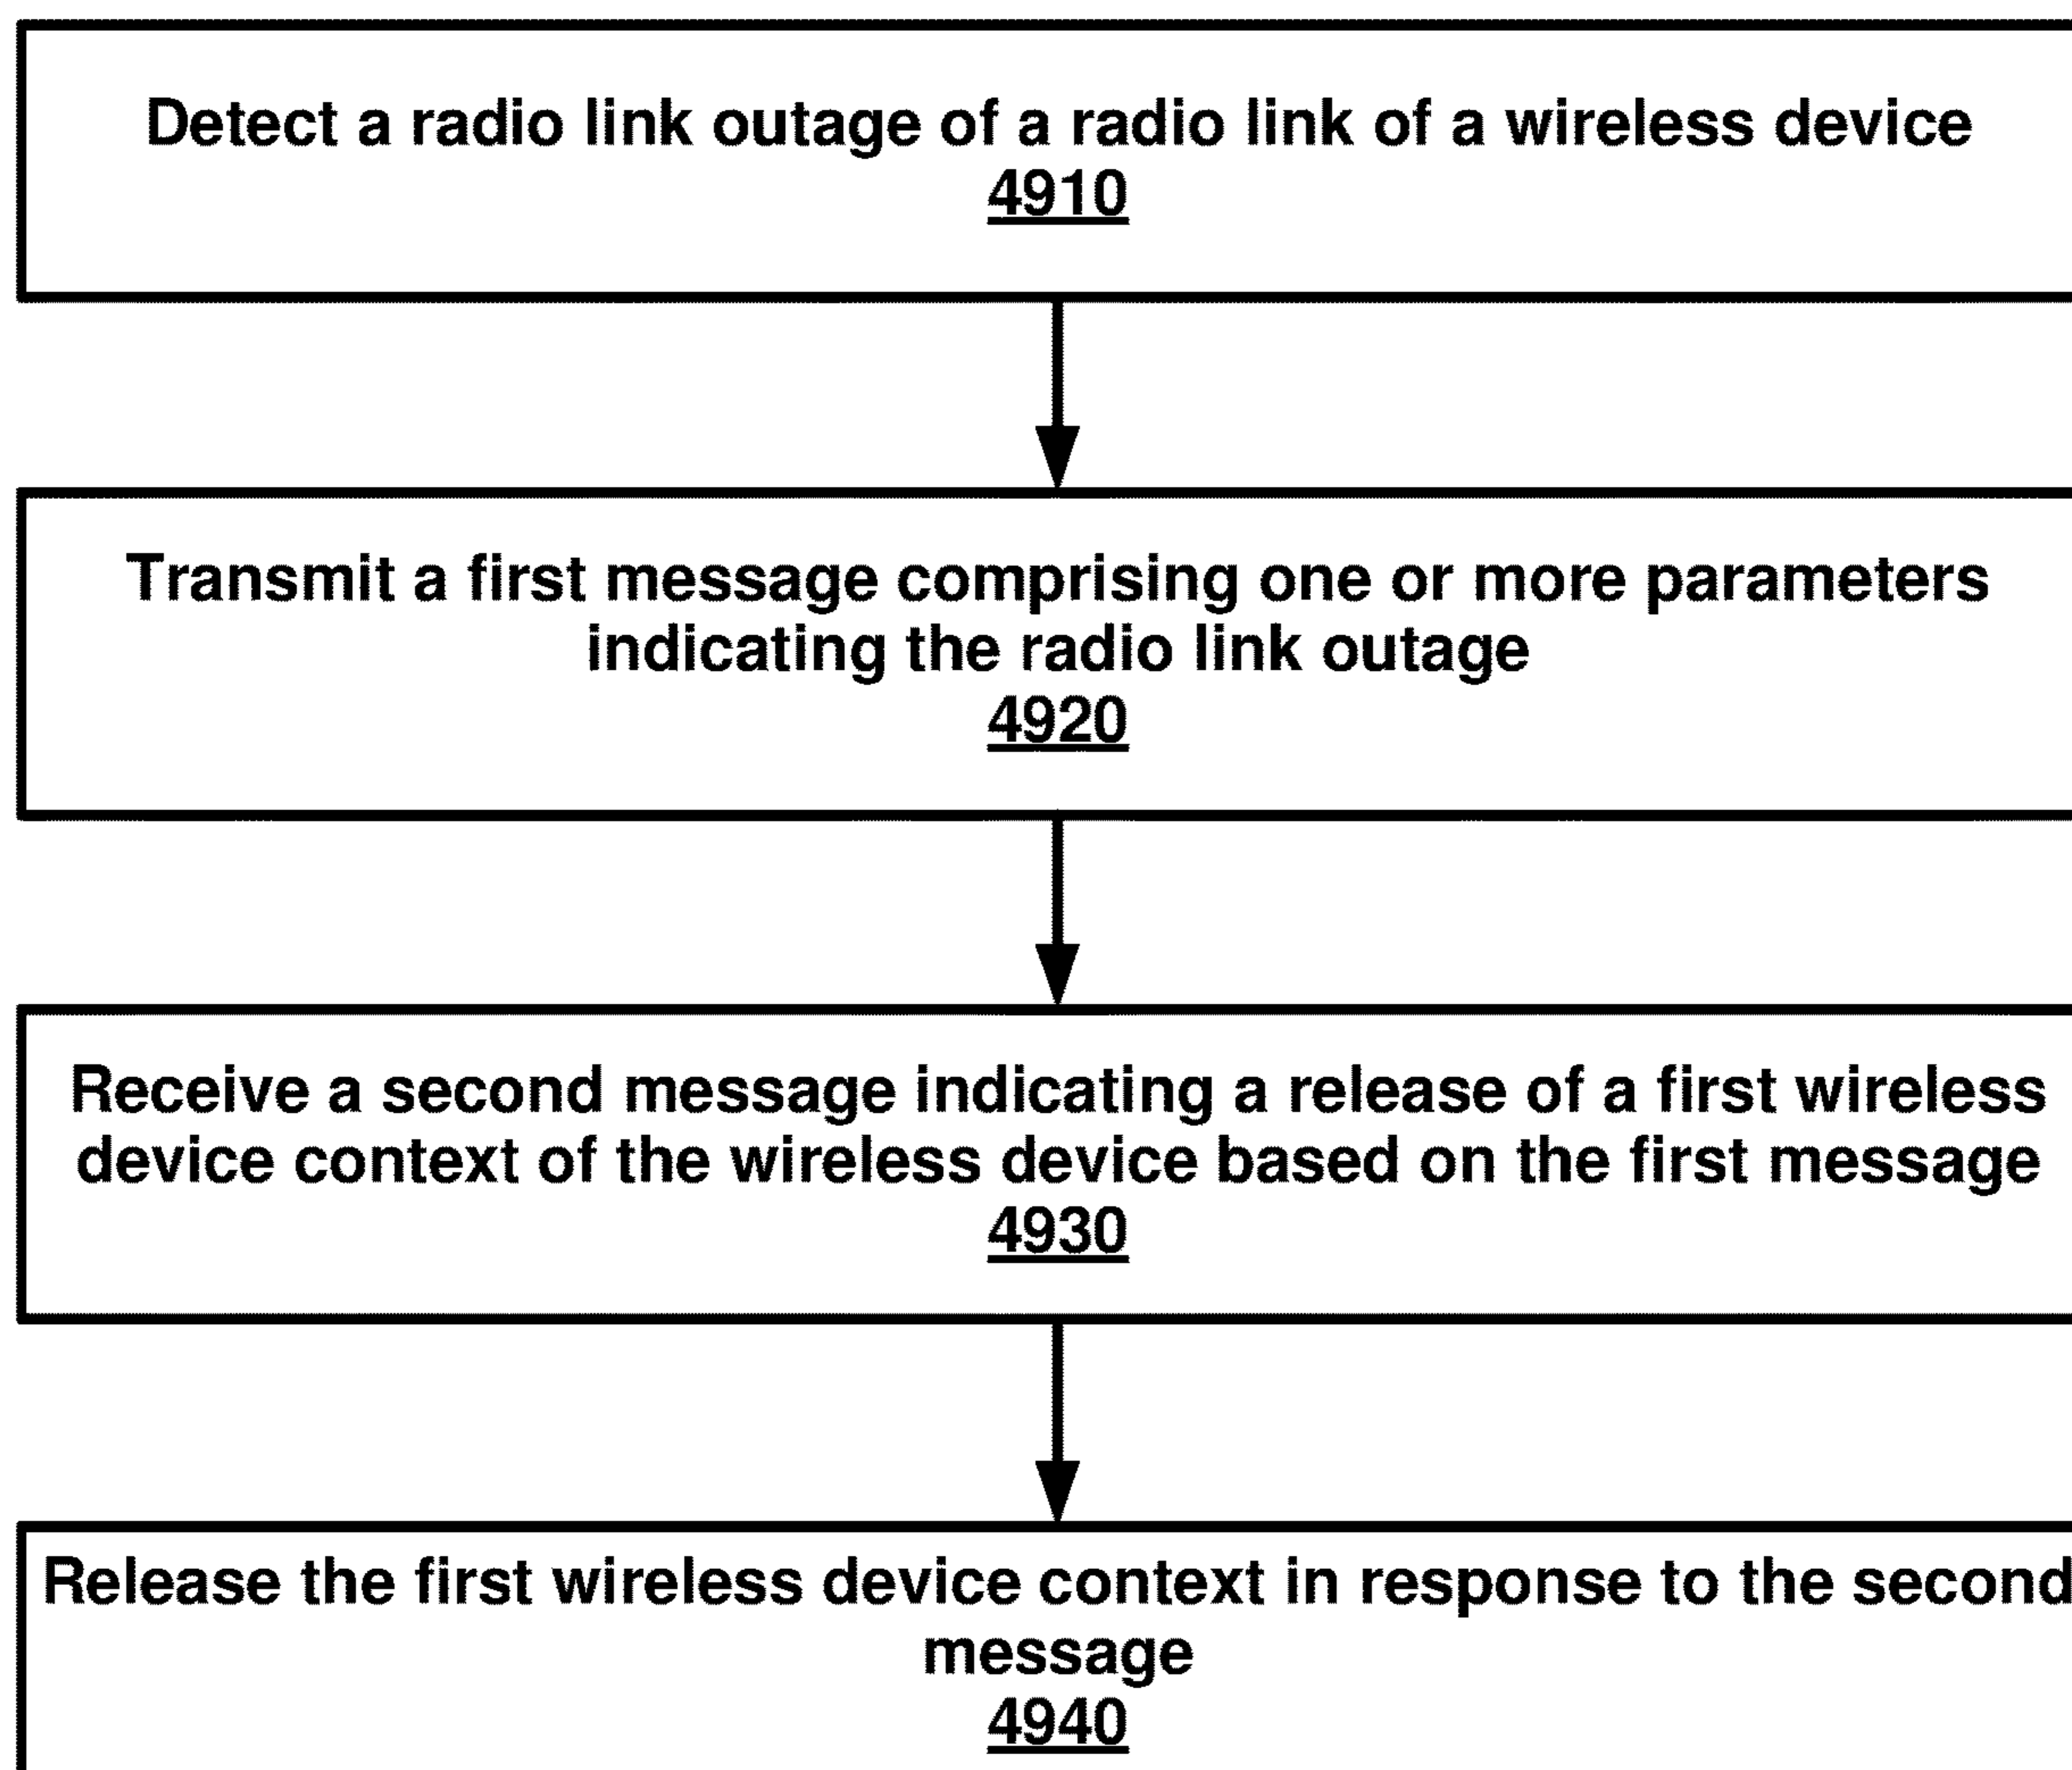 Detect a radio link outage of a radio link of a wireless device
4910
Transmit a first message comprising one or more parameters
indicating the radio link outage
4920
Receive a second message indicating a release of a first wireless
device context of the wireless device based on the first message
4930
Release the first wireless device context in response to the second
message
4940